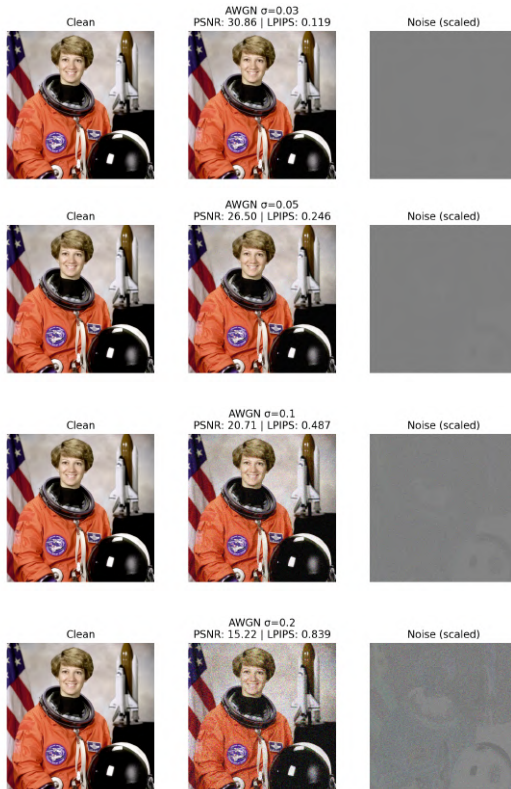 Clean
AWGN σ=0.03
PSNR: 30.86 | LPIPS: 0.119
Noise (scaled)
Clean
AWGN σ=0.05
PSNR: 26.50 | LPIPS: 0.246
Noise (scaled)
Clean
AWGN σ=0.1
PSNR: 20.71 | LPIPS: 0.487
Noise (scaled)
Clean
AWGN σ=0.2
PSNR: 15.22 | LPIPS: 0.839
Noise (scaled)